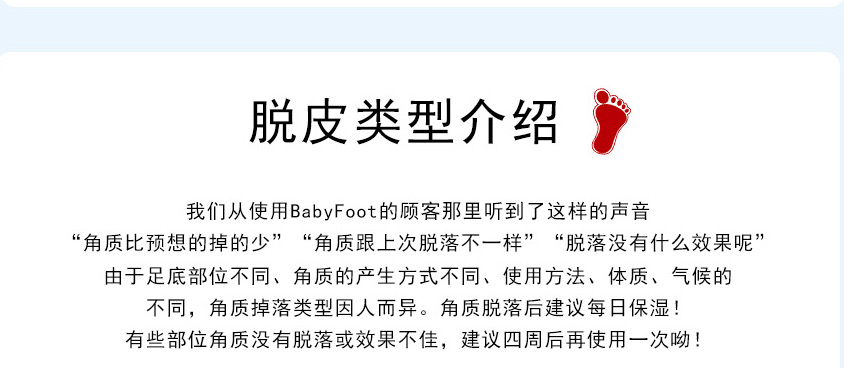 脱皮类型介绍
我们从使用BabyFoot的顾客那里听到了这样的声音
“角质比预想的掉的少”“角质跟上次脱落不一样”“脱落没有什么效果呢”
由于足底部位不同、角质的产生方式不同、使用方法、体质、气候的
不同，角质掉落类型因人而异。角质脱落后建议每日保湿！
有些部位角质没有脱落或效果不佳，建议四周后再使用一次呦！